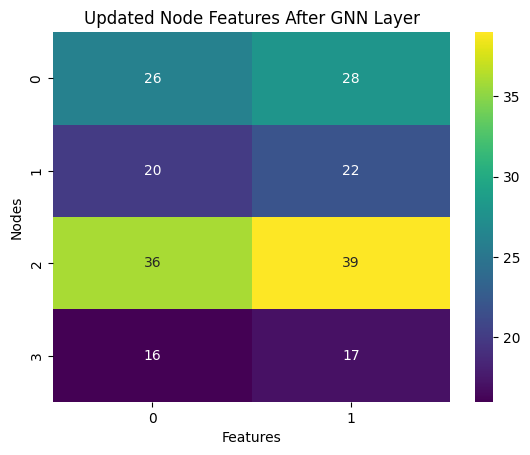 Updated Node Features After GNN Layer
0 26 28
35
30
1 20 22
Nodes
2 36 39
25
20
3 16 17
0 1
Features